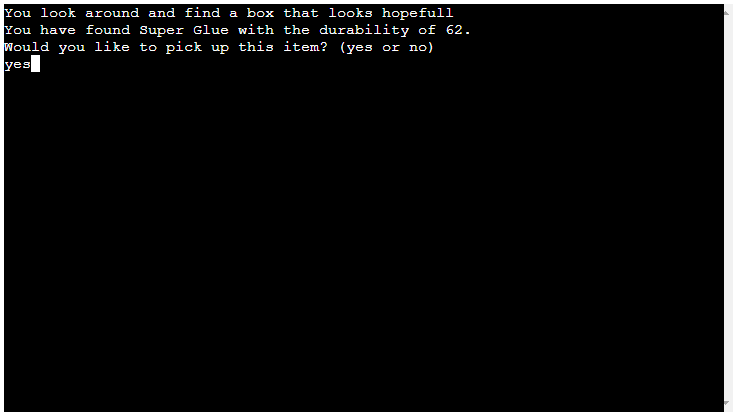 You look around and find a box that looks hopefull
You have found Super Glue with the durability of 62.
Would you like to pick up this item? (yes or no)
yes